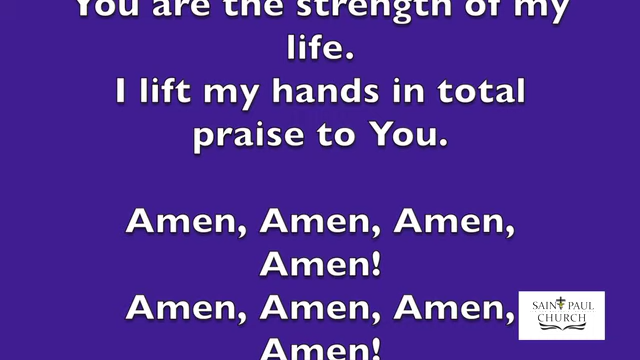 You are the strength of my
life.
I lift my hands in total
praise to You.
Amen, Amen, Amen,
Amen!
Amen, Amen, Amen,
Amen!
SAINT PAUL
CHURCH